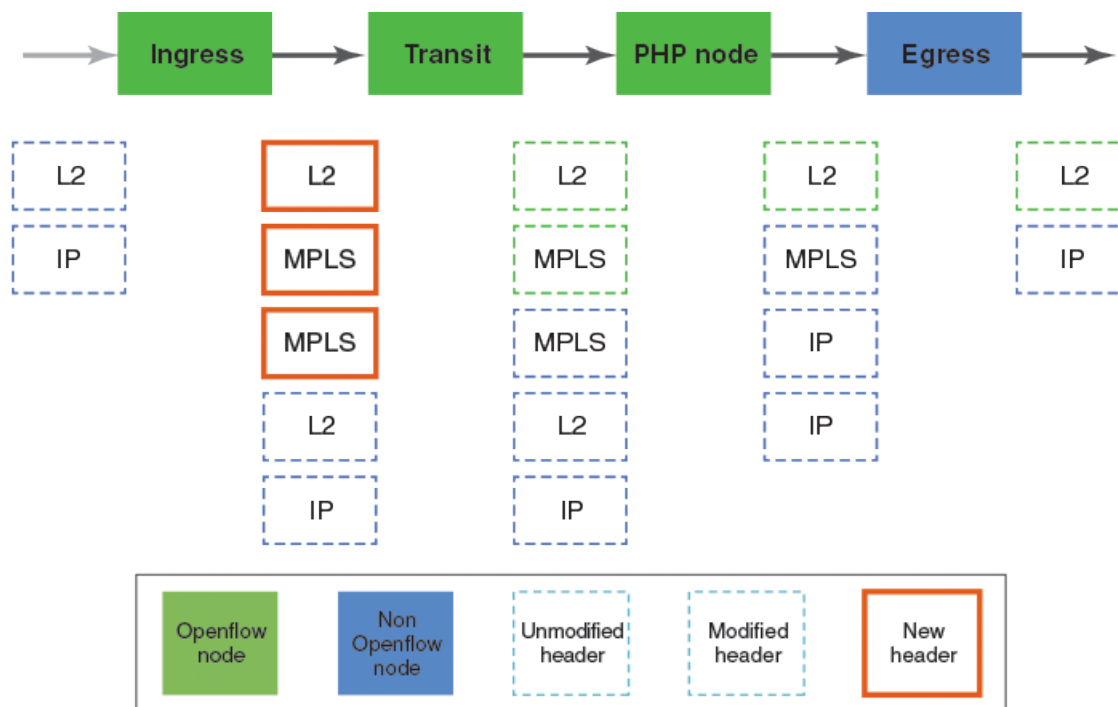 Ingress
Transit
PHP node
Egress
L2
L2
L2
L2
L2
IP
MPLS
MPLS
MPLS
IP
MPLS
MPLS
IP
L2
L2
IP
IP
IP
Openflow
node
Non
Openflow
node
Unmodified
header
Modified
header
New
header